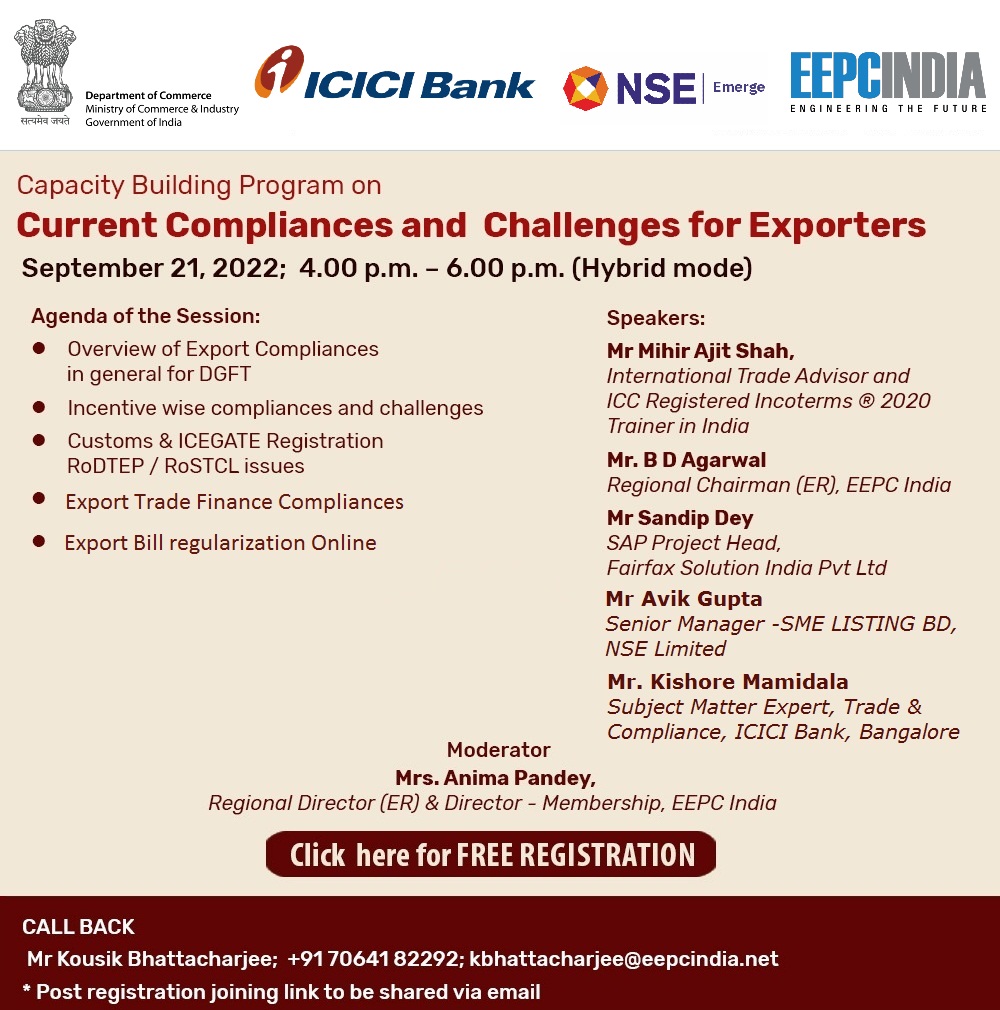 सत्यमेव जयते
Department of Commerce
Ministry of Commerce & Industry
Government of India
i ICICI Bank
NSE | Emerge
EEPCINDIA
ENGINEERING THE FUTURE
Capacity Building Program on
Current Compliances and Challenges for Exporters
September 21, 2022; 4.00 p.m. – 6.00 p.m. (Hybrid mode)
Agenda of the Session:
● Overview of Export Compliances
in general for DGFT
● Incentive wise compliances and challenges
● Customs & ICEGATE Registration
RoDTEP / RoSTCL issues
● Export Trade Finance Compliances
● Export Bill regularization Online
Speakers:
Mr Mihir Ajit Shah,
International Trade Advisor and
ICC Registered Incoterms ® 2020
Trainer in India
Mr. B D Agarwal
Regional Chairman (ER), EEPC India
Mr Sandip Dey
SAP Project Head,
Fairfax Solution India Pvt Ltd
Mr Avik Gupta
Senior Manager -SME LISTING BD,
NSE Limited
Mr. Kishore Mamidala
Subject Matter Expert, Trade &
Compliance, ICICI Bank, Bangalore
Moderator
Mrs. Anima Pandey,
Regional Director (ER) & Director - Membership, EEPC India
Click here for FREE REGISTRATION
CALL BACK
Mr Kousik Bhattacharjee; +91 70641 82292; kbhattacharjee@eepcindia.net
* Post registration joining link to be shared via email